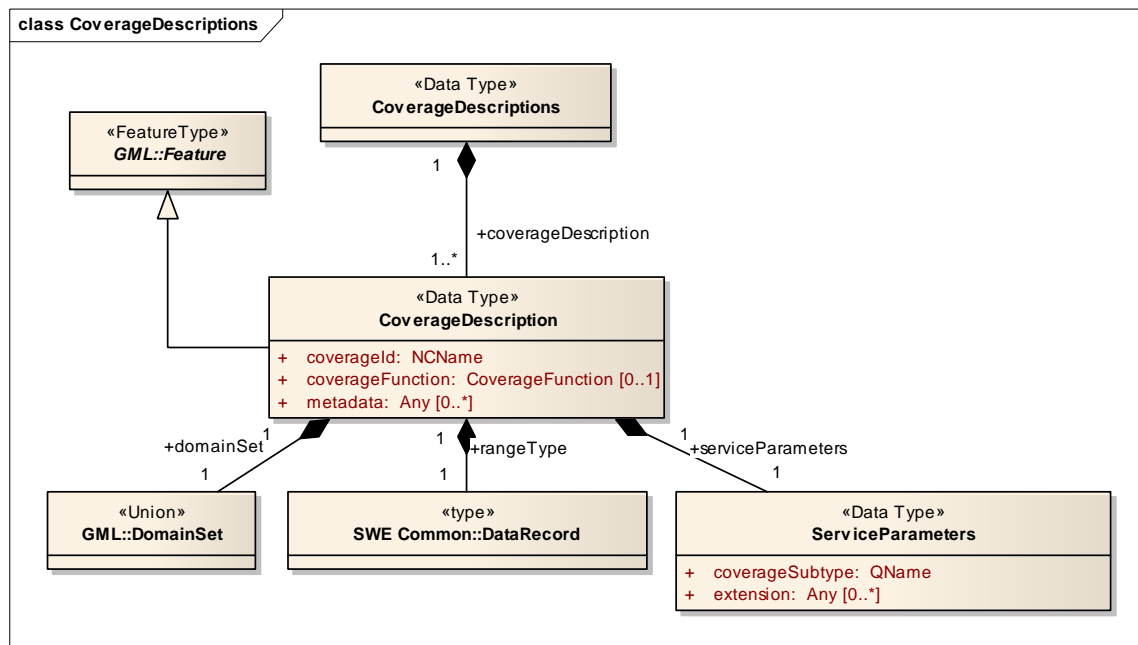 class CoverageDescriptions
«Data Type»
CoverageDescriptions
«FeatureType»
GML::Feature
1
+coverageDescription
1..*
«Data Type»
CoverageDescription
+ coverageId: NCName
+ coverageFunction: CoverageFunction [0..1]
+ metadata: Any [0..*]
1
+domainSet
1
1
+rangeType
1
1
+serviceParameters
1
«Union»
GML::DomainSet
«type»
SWE Common::DataRecord
«Data Type»
ServiceParameters
+ coverageSubtype: QName
+ extension: Any [0..*]